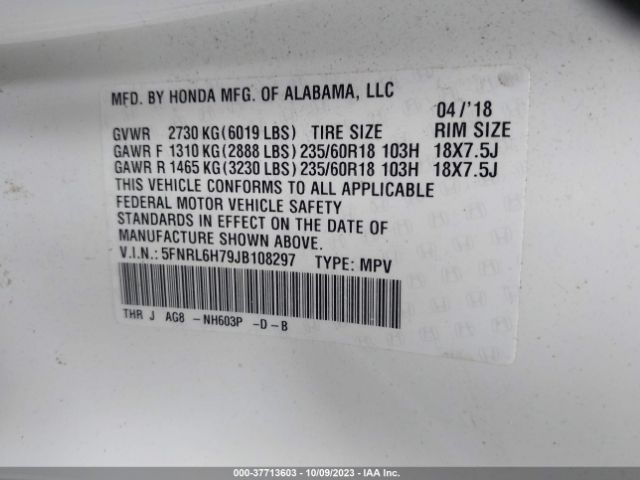 MFD. BY HONDA MFG. OF ALABAMA, LLC
04/'18
GVWR 2730 KG(6019 LBS) TIRE SIZE RIM SIZE
GAWR F 1310 KG(2888 LBS) 235/60R18 103H 18X7.5J
GAWR R 1465 KG(3230 LBS) 235/60R18 103H 18X7.5J
THIS VEHICLE CONFORMS TO ALL APPLICABLE
FEDERAL MOTOR VEHICLE SAFETY
STANDARDS IN EFFECT ON THE DATE OF
MANUFACTURE SHOWN ABOVE.
V.I.N.: 5FNRL6H79JB108297 TYPE: MPV
THR J AG8 -NH603P -D-B
000-37713603 - 10/09/2023 - IAA Inc.